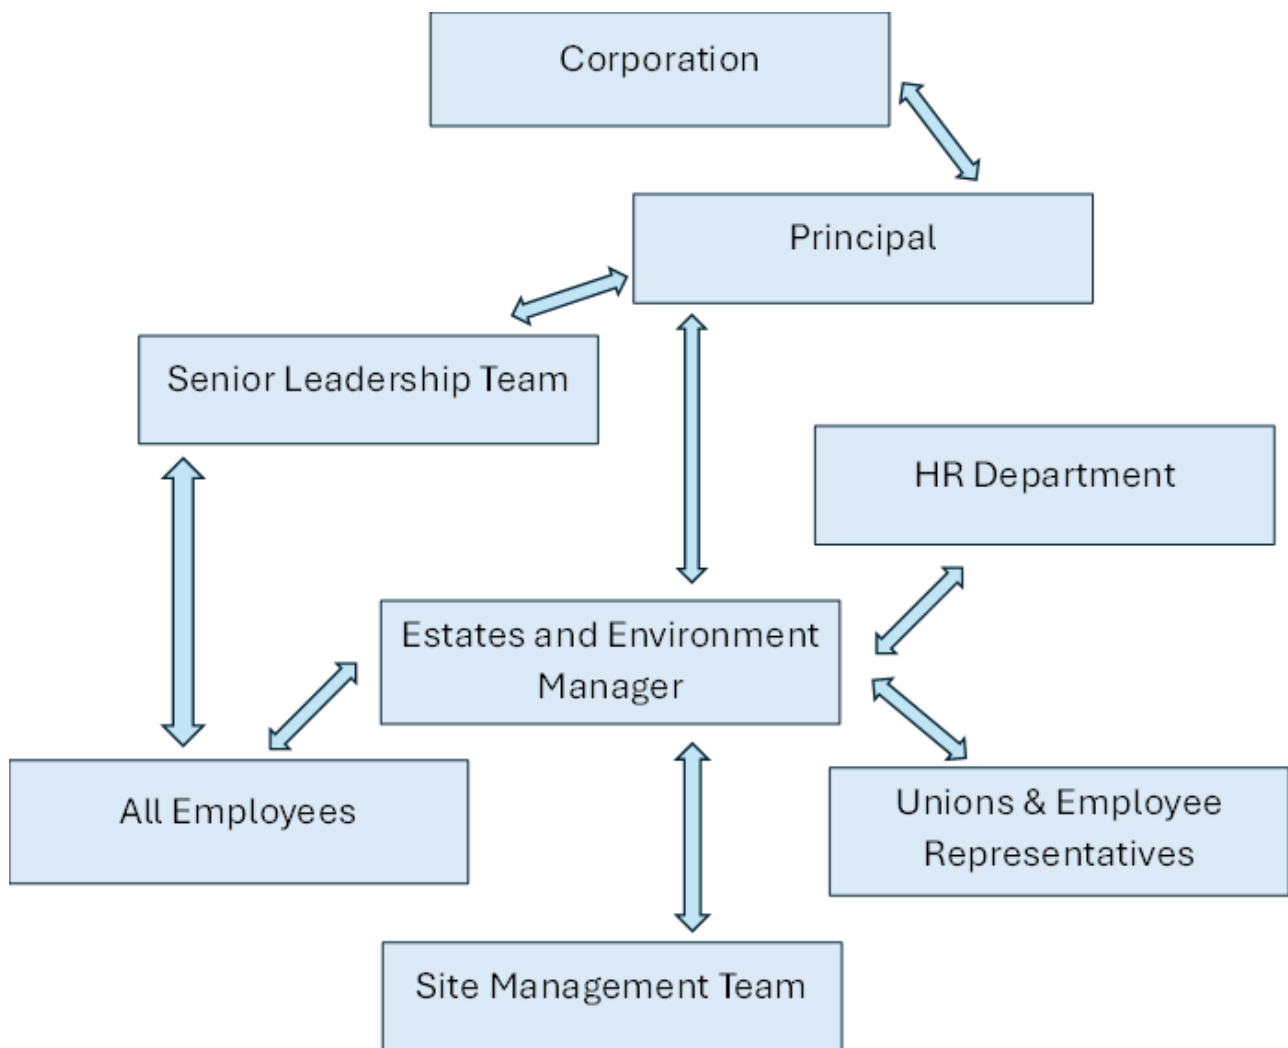 Corporation
Principal
Senior Leadership Team
HR Department
Estates and Environment
Manager
All Employees
Unions & Employee
Representatives
Site Management Team